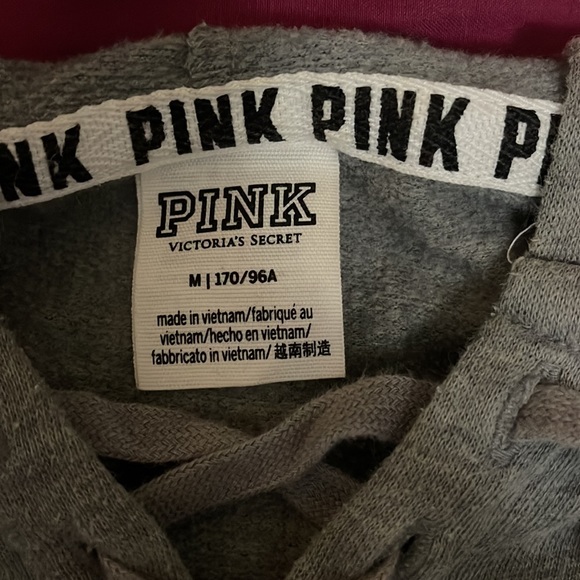 NK PINK PINK PI
PINK
VICTORIA'S SECRET
M | 170/96A
made in vietnam/fabriqué au
vietnam/hecho en vietnam/
fabbricato in vietnam/ 越南制造